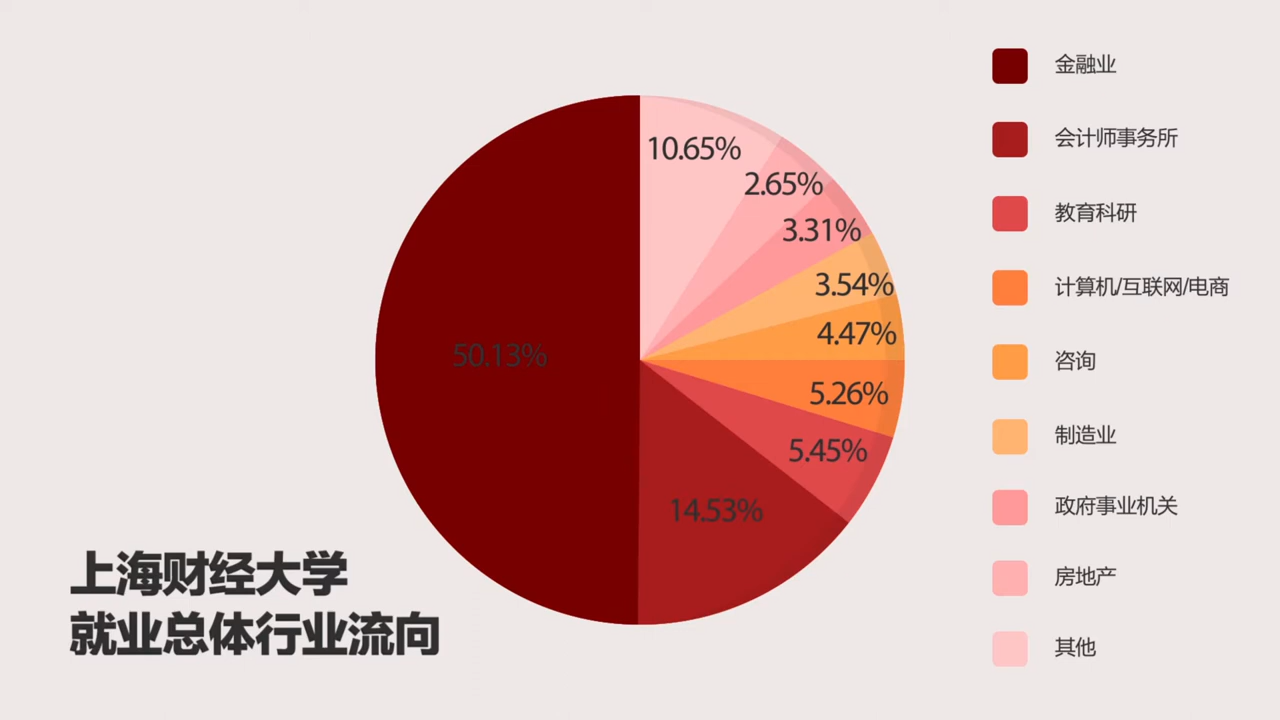 金融业
会计师事务所
教育科研
计算机/互联网/电商
咨询
制造业
政府事业机关
房地产
其他
10.65%
2.65%
3.31%
3.54%
4.47%
5.26%
5.45%
14.53%
50.13%
上海财经大学
就业总体行业流向